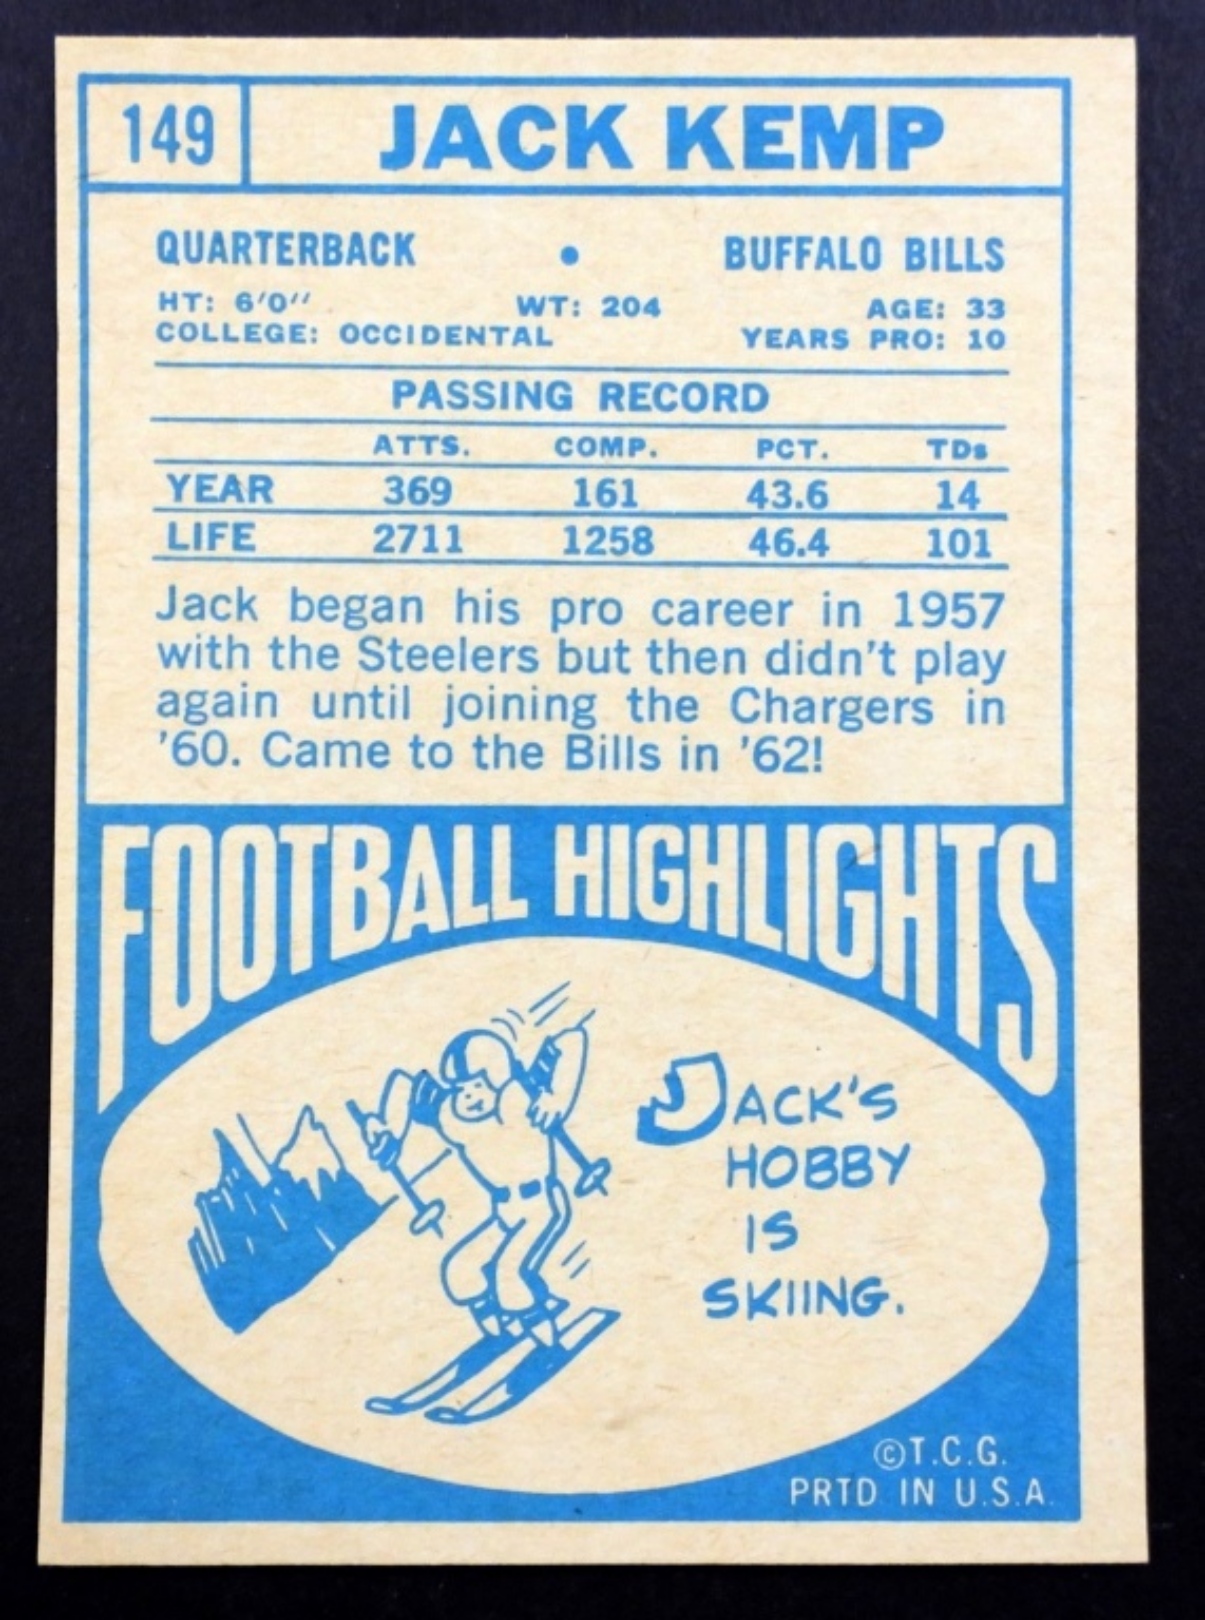 149 JACK KEMP
QUARTERBACK • BUFFALO BILLS
HT: 6'0" WT: 204 AGE: 33
COLLEGE: OCCIDENTAL YEARS PRO: 10
PASSING RECORD
ATTS. COMP. PCT. TDs
YEAR 369 161 43.6 14
LIFE 2711 1258 46.4 101
Jack began his pro career in 1957
with the Steelers but then didn't play
again until joining the Chargers in
'60. Came to the Bills in '62!
FOOTBALL HIGHLIGHTS
JACK'S
HOBBY
IS
SKIING.
©T.C.G.
PRTD IN U.S.A.